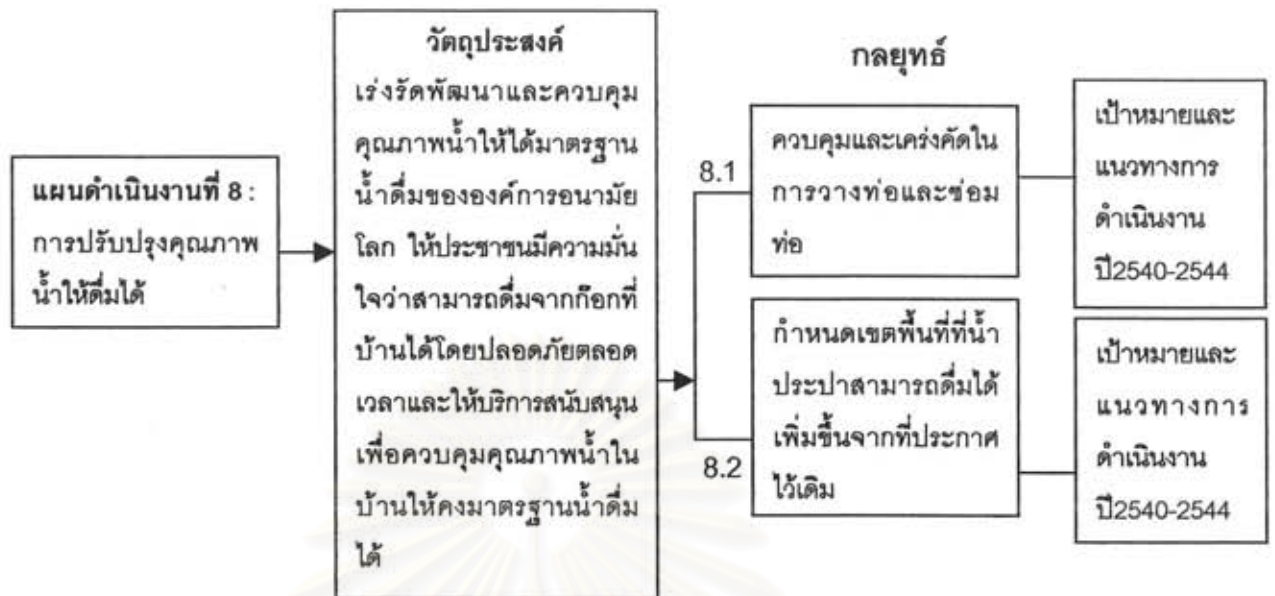 แผนดำเนินงานที่ 8 :
การปรับปรุงคุณภาพ
น้ำให้ดื่มได้
วัตถุประสงค์
เร่งรัดพัฒนาและควบคุม
คุณภาพน้ำให้ได้มาตรฐาน
น้ำดื่มขององค์การอนามัย
โลก ให้ประชาชนมีความมั่น
ใจว่าสามารถดื่มจากก๊อกที่
บ้านได้โดยปลอดภัยตลอด
เวลาและให้บริการสนับสนุน
เพื่อควบคุมคุณภาพน้ำใน
บ้านให้คงมาตรฐานน้ำดื่ม
ได้
กลยุทธ์
8.1
ควบคุมและเคร่งคัดใน
การวางท่อและซ่อม
ท่อ
เป้าหมายและ
แนวทางการ
ดำเนินงาน
ปี2540-2544
8.2
กำหนดเขตพื้นที่ที่น้ำ
ประปาสามารถดื่มได้
เพิ่มขึ้นจากที่ประกาศ
ไว้เดิม
เป้าหมายและ
แนวทางการ
ดำเนินงาน
ปี2540-2544